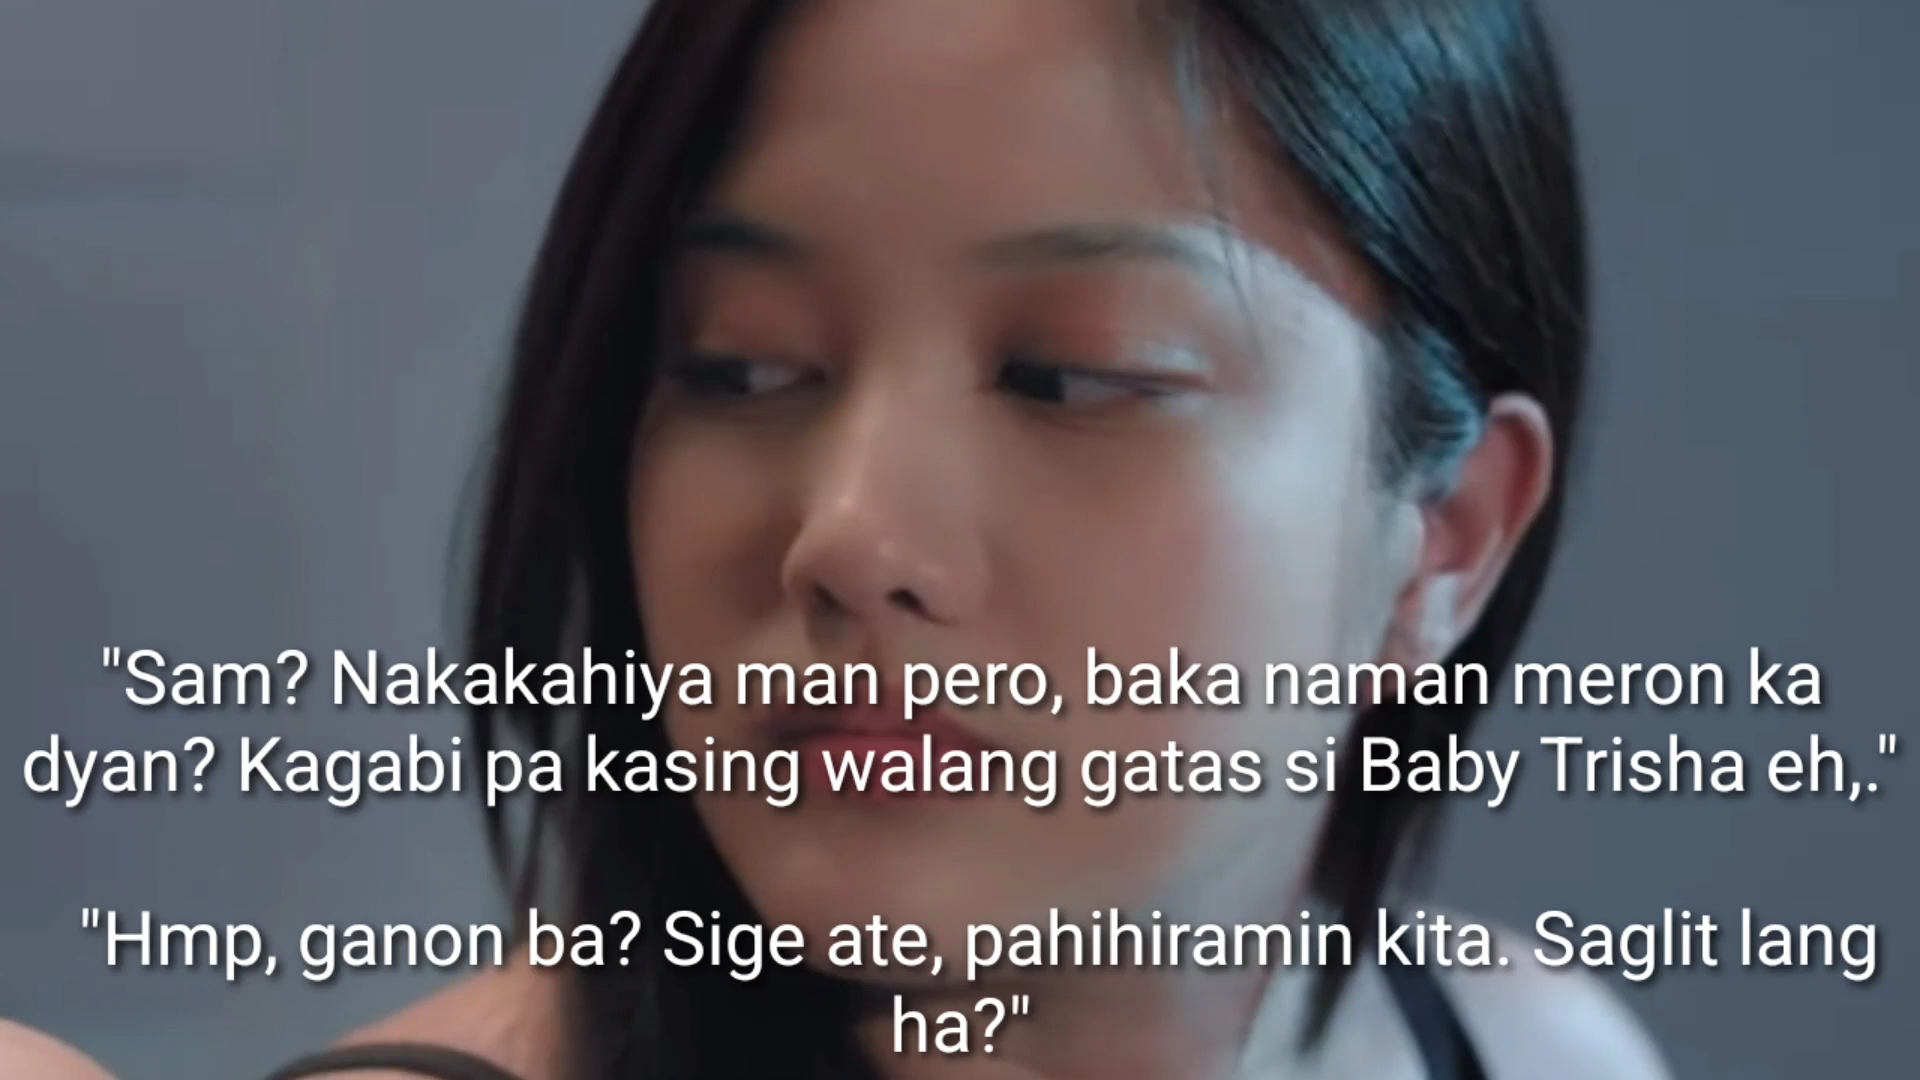 "Sam? Nakakahiya man pero, baka naman meron ka
dyan? Kagabi pa kasing walang gatas si Baby Trisha eh,."
"Hmp, ganon ba? Sige ate, pahihiramin kita. Saglit lang
ha?"